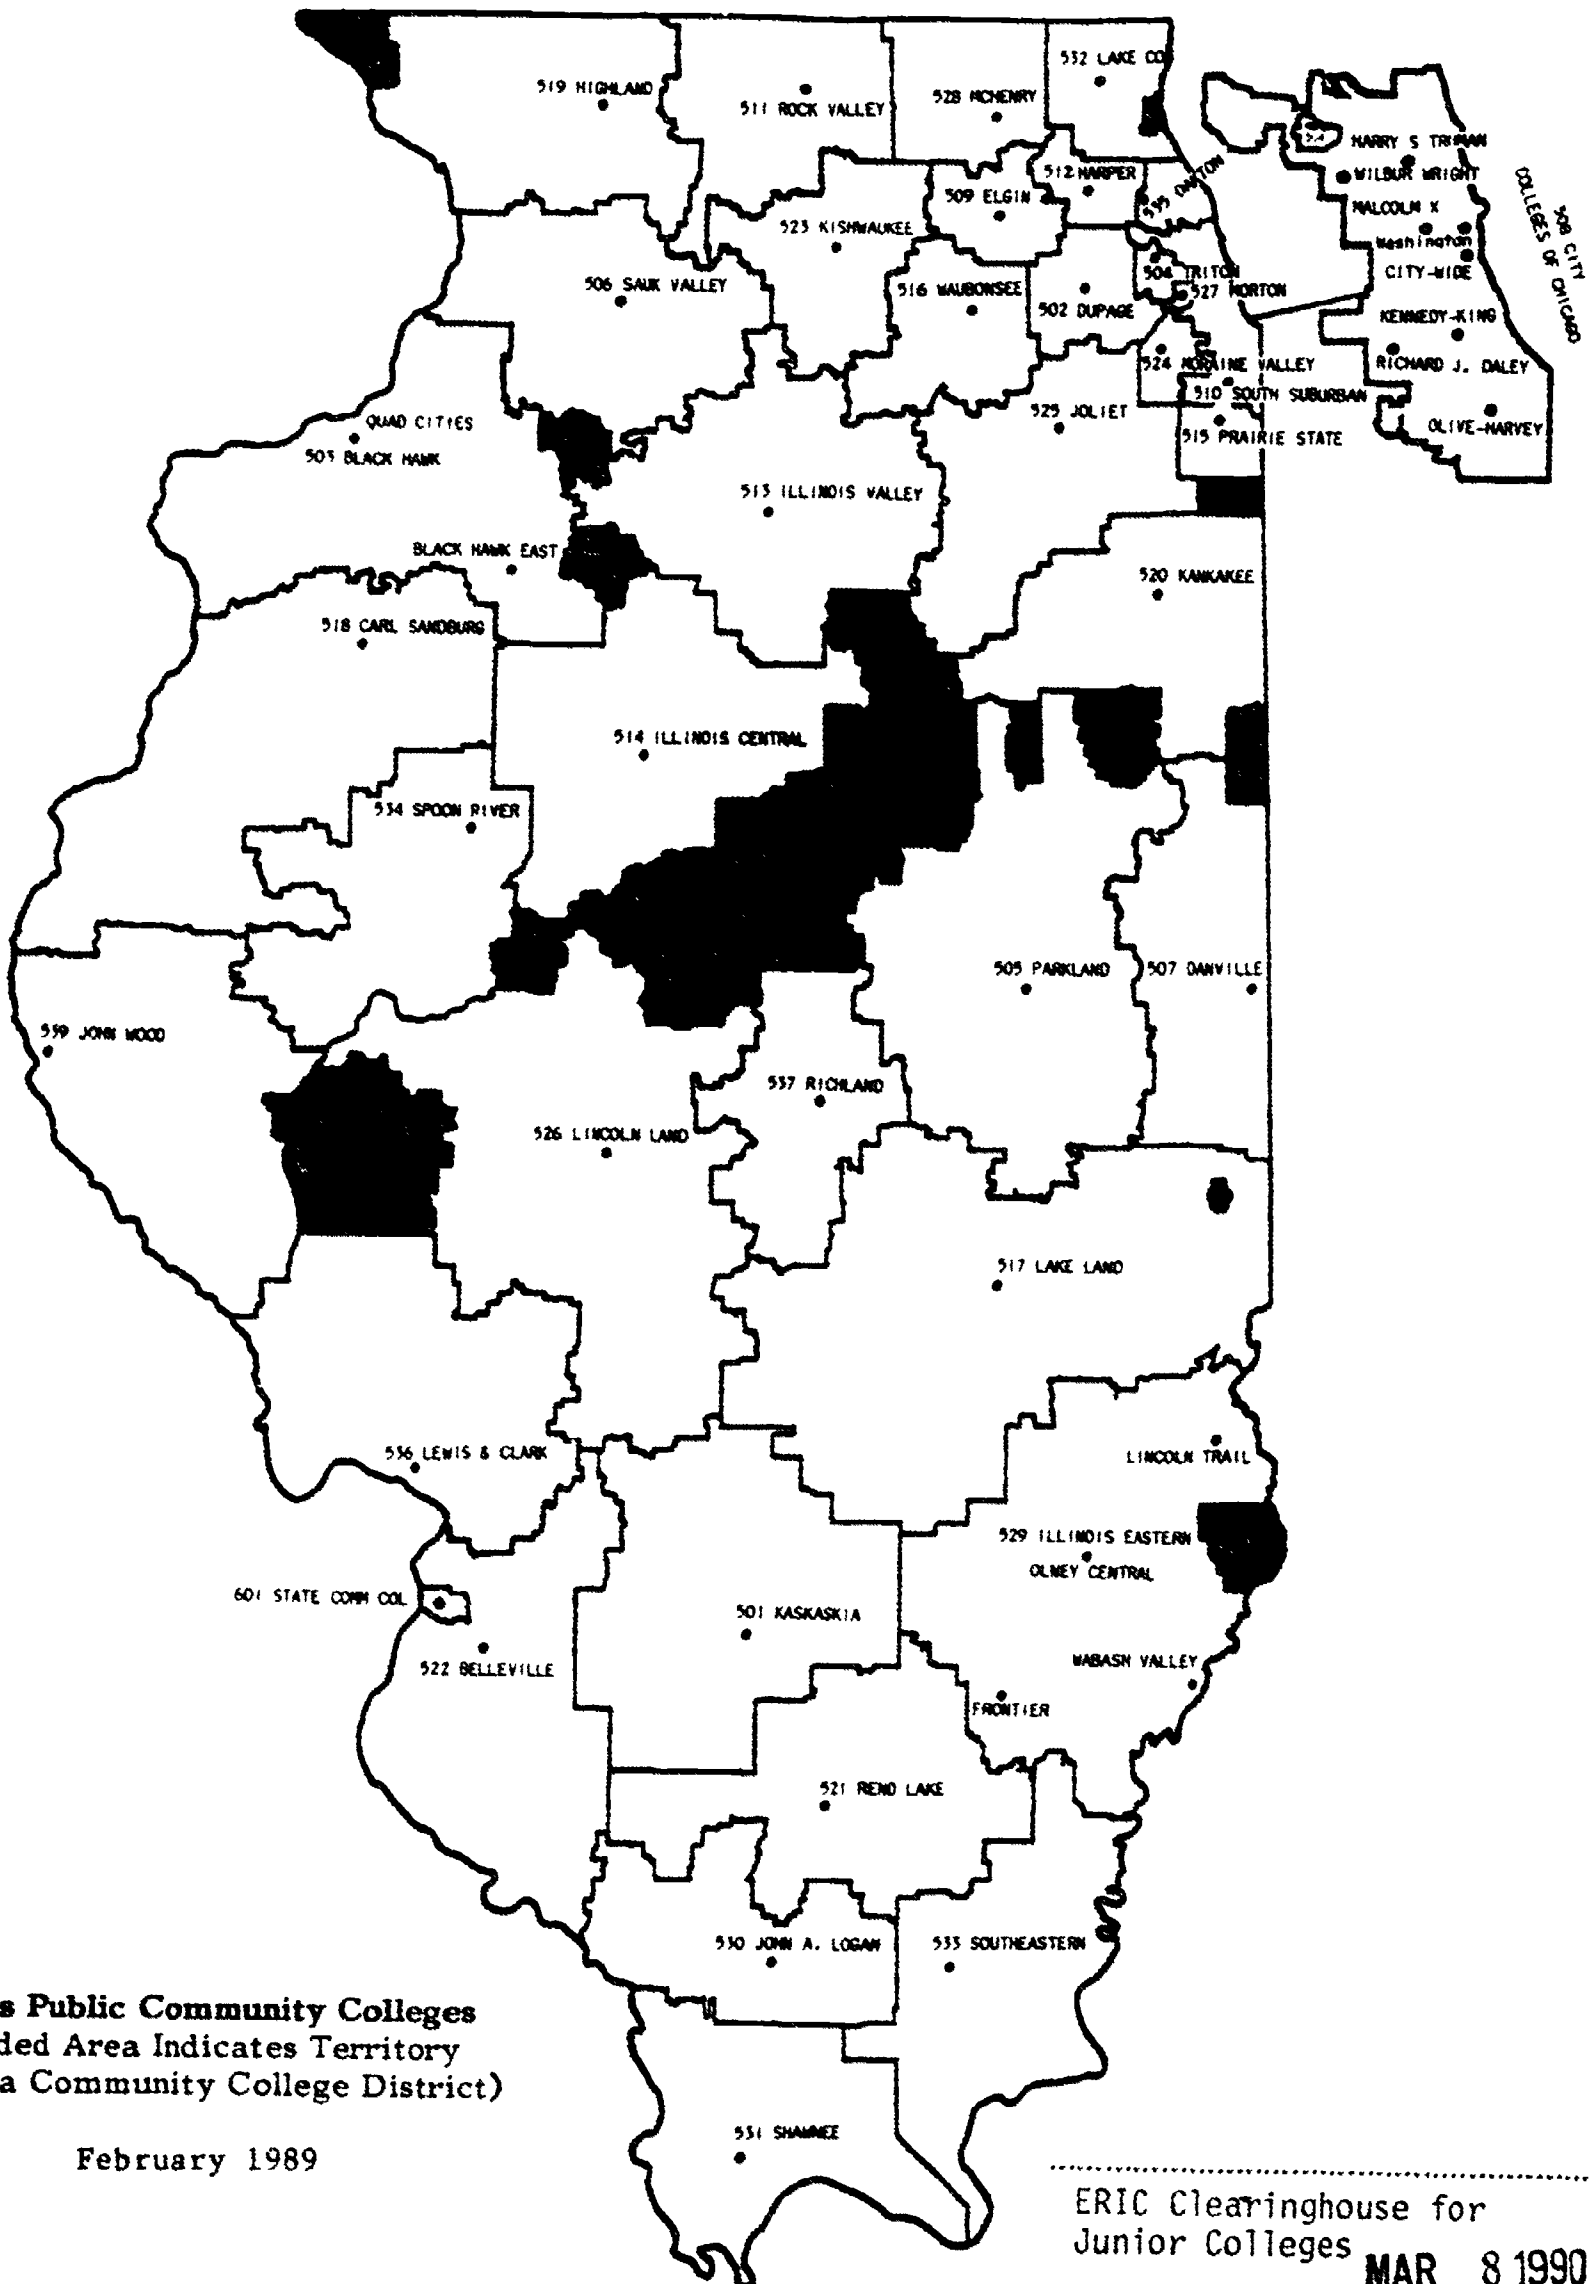 532 LAKE CO
519 HIGHLAND
511 ROCK VALLEY
528 MCHENRY
HARRY S TRUMAN
WILBUR WRIGHT
512 HARPER
535 OAKTON
509 ELGIN
MALCOLM X
508 CITY
COLLEGES OF CHICAGO
523 KISHWAUKEE
Washington
CITY-WIDE
504 TRITON
506 SAUK VALLEY
516 WAUBONSEE
527 MORTON
502 DUPAGE
KENNEDY-KING
524 MORAINE VALLEY
RICHARD J. DALEY
510 SOUTH SUBURBAN
525 JOLIET
QUAD CITIES
515 PRAIRIE STATE
OLIVE-HARVEY
503 BLACK HAWK
513 ILLINOIS VALLEY
BLACK HAWK EAST
520 KANKAKEE
518 CARL SANDBURG
514 ILLINOIS CENTRAL
534 SPOON RIVER
505 PARKLAND
507 DANVILLE
539 JOHN WOOD
537 RICHLAND
526 LINCOLN LAND
517 LAKE LAND
536 LEWIS & CLARK
LINCOLN TRAIL
529 ILLINOIS EASTERN
OLNEY CENTRAL
601 STATE COMM COL
501 KASKASKIA
522 BELLEVILLE
WABASH VALLEY
FRONTIER
521 REND LAKE
530 JOHN A. LOGAN
533 SOUTHEASTERN
s Public Community Colleges
ded Area Indicates Territory
a Community College District)
531 SHAWNEE
February 1989
ERIC Clearinghouse for
Junior Colleges
MAR 8 1990